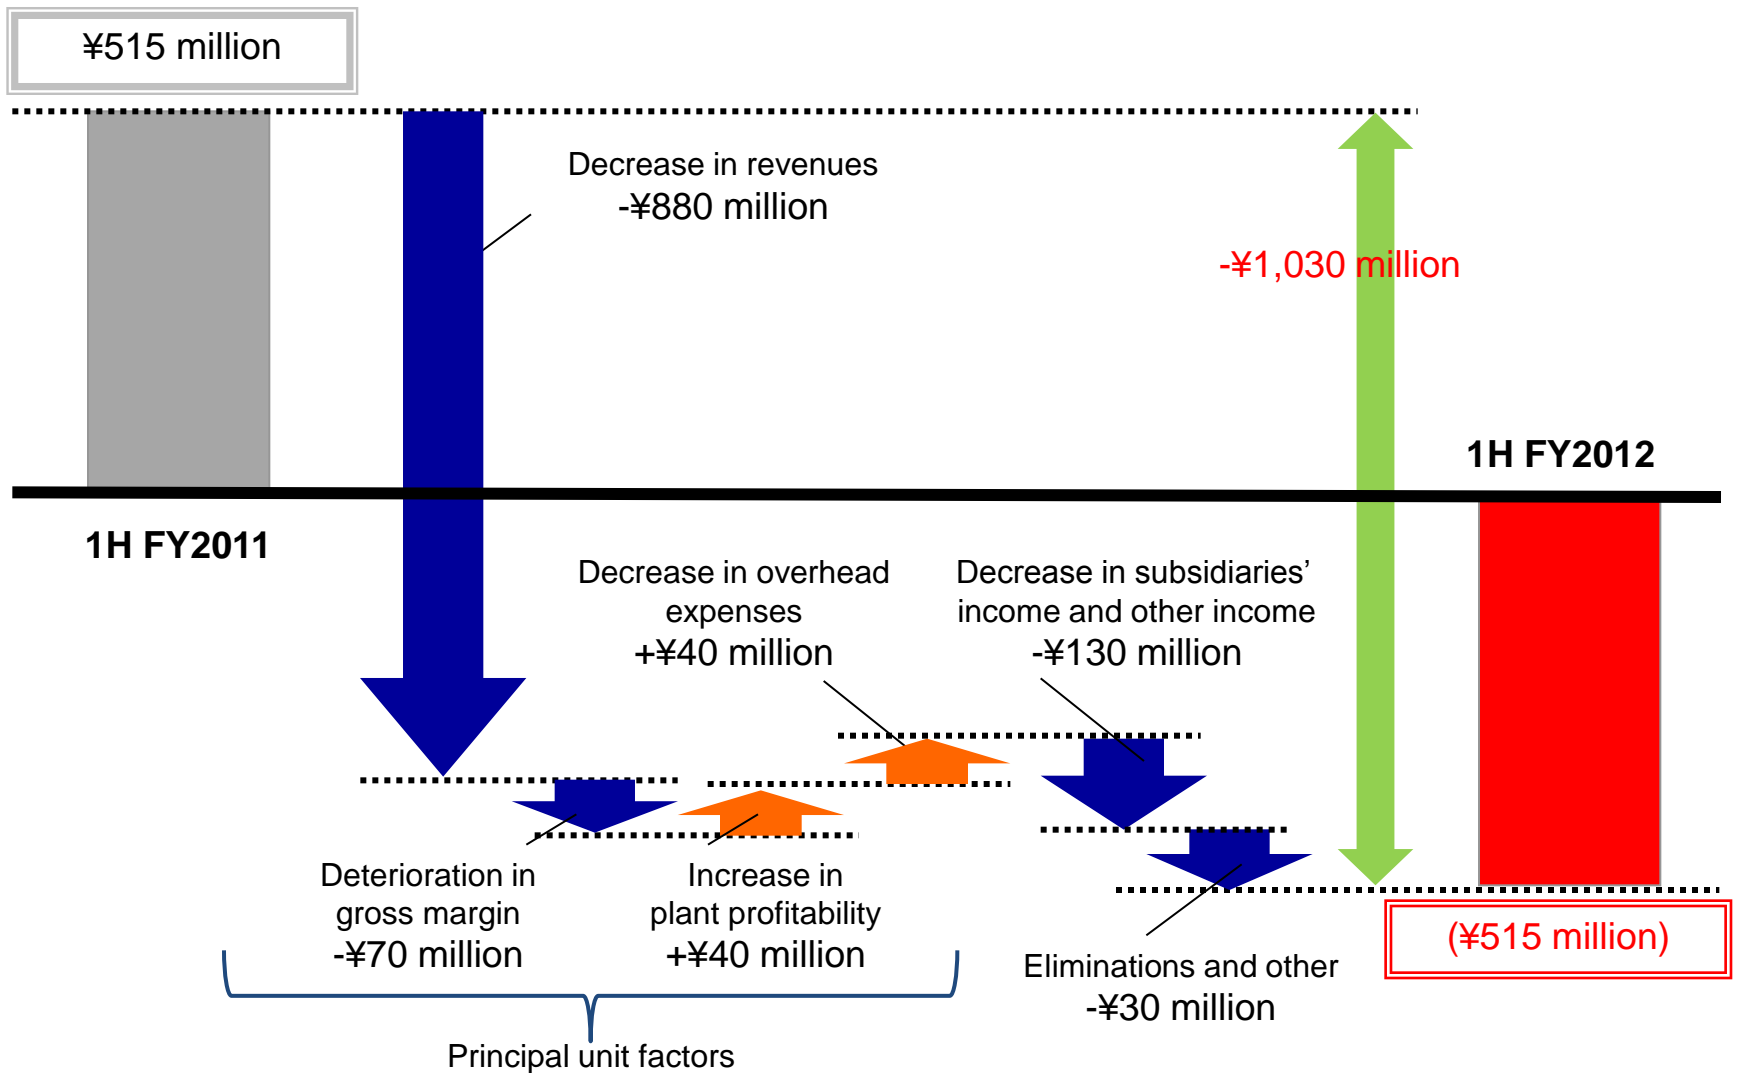 ¥515 million
Decrease in revenues
-¥880 million
-¥1,030 million
1H FY2012
1H FY2011
Decrease in overhead
expenses
+¥40 million
Decrease in subsidiaries’
income and other income
-¥130 million
Deterioration in
gross margin
-¥70 million
Increase in
plant profitability
+¥40 million
(¥515 million)
Eliminations and other
-¥30 million
Principal unit factors